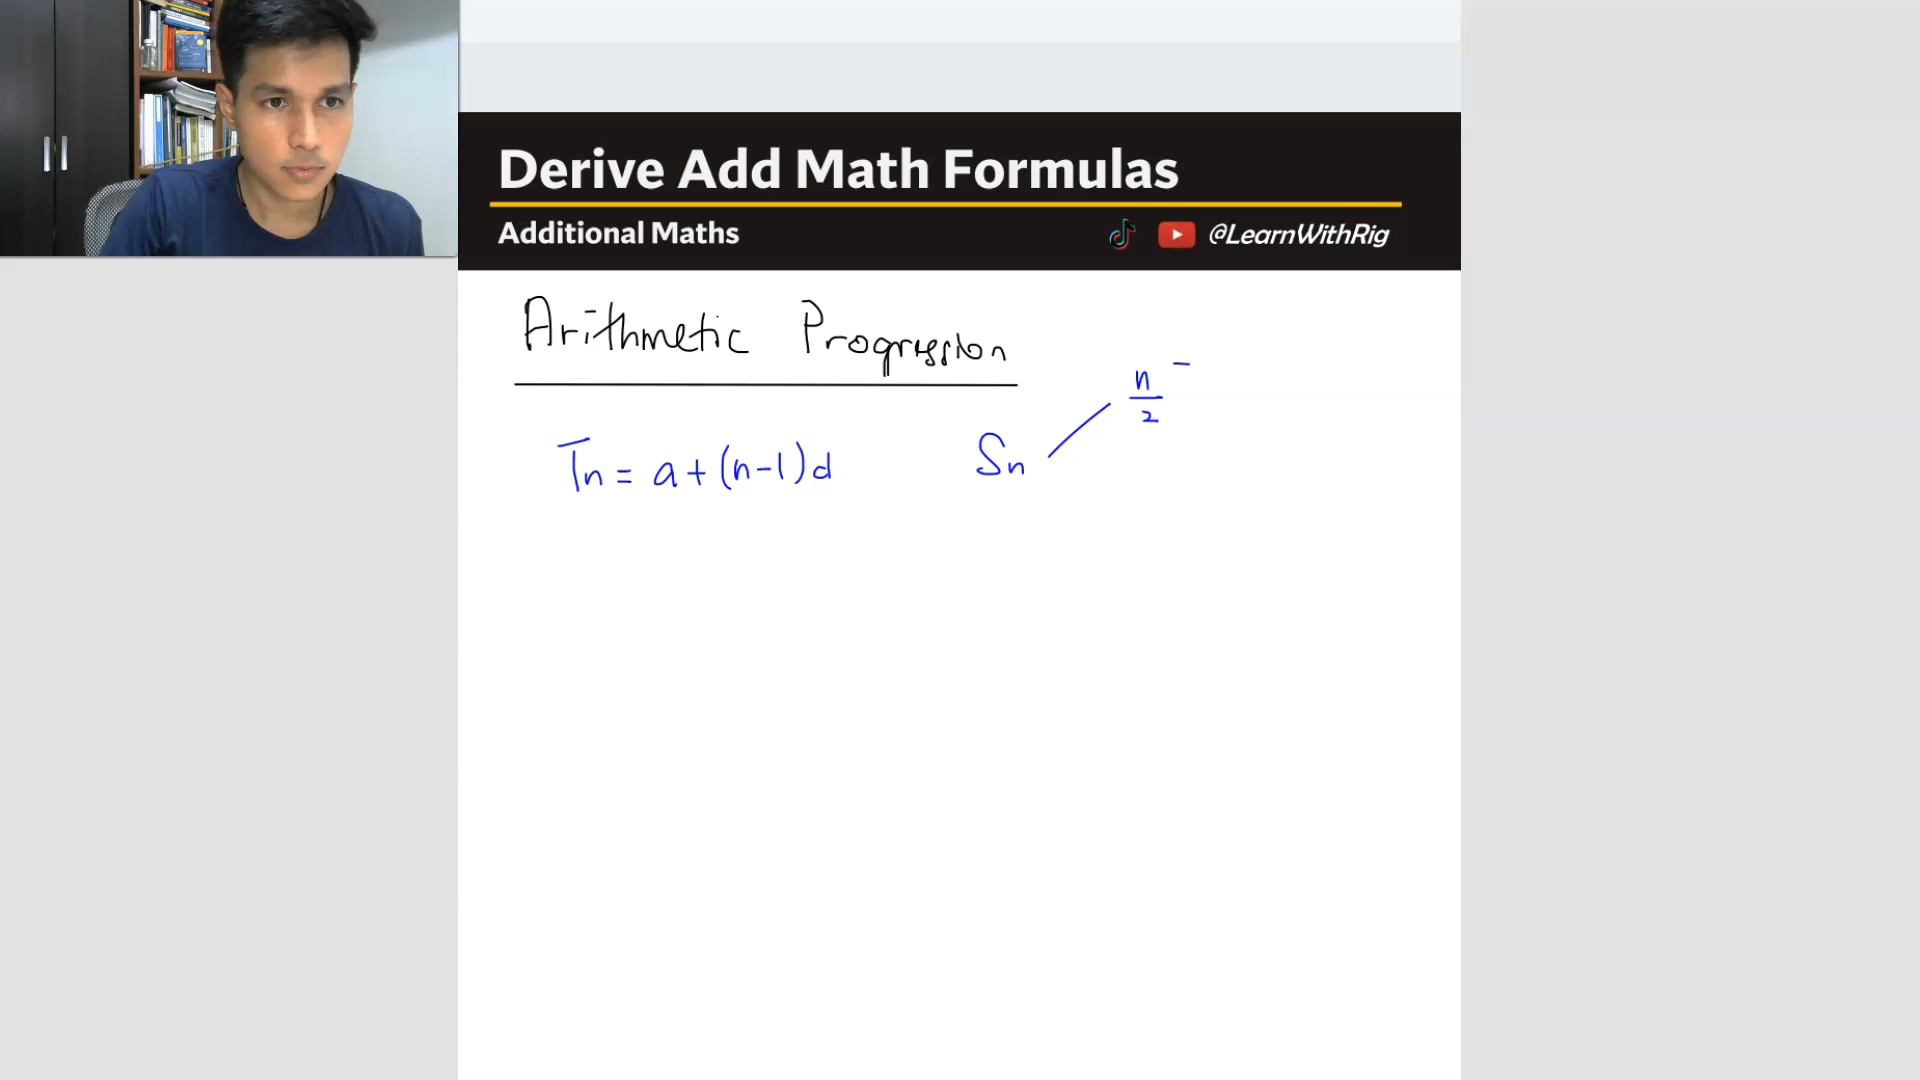 Derive Add Math Formulas
Additional Maths
@LearnWithRig
Arithmetic Progression
Tn = a + (n-1)d
Sn
n/2 -